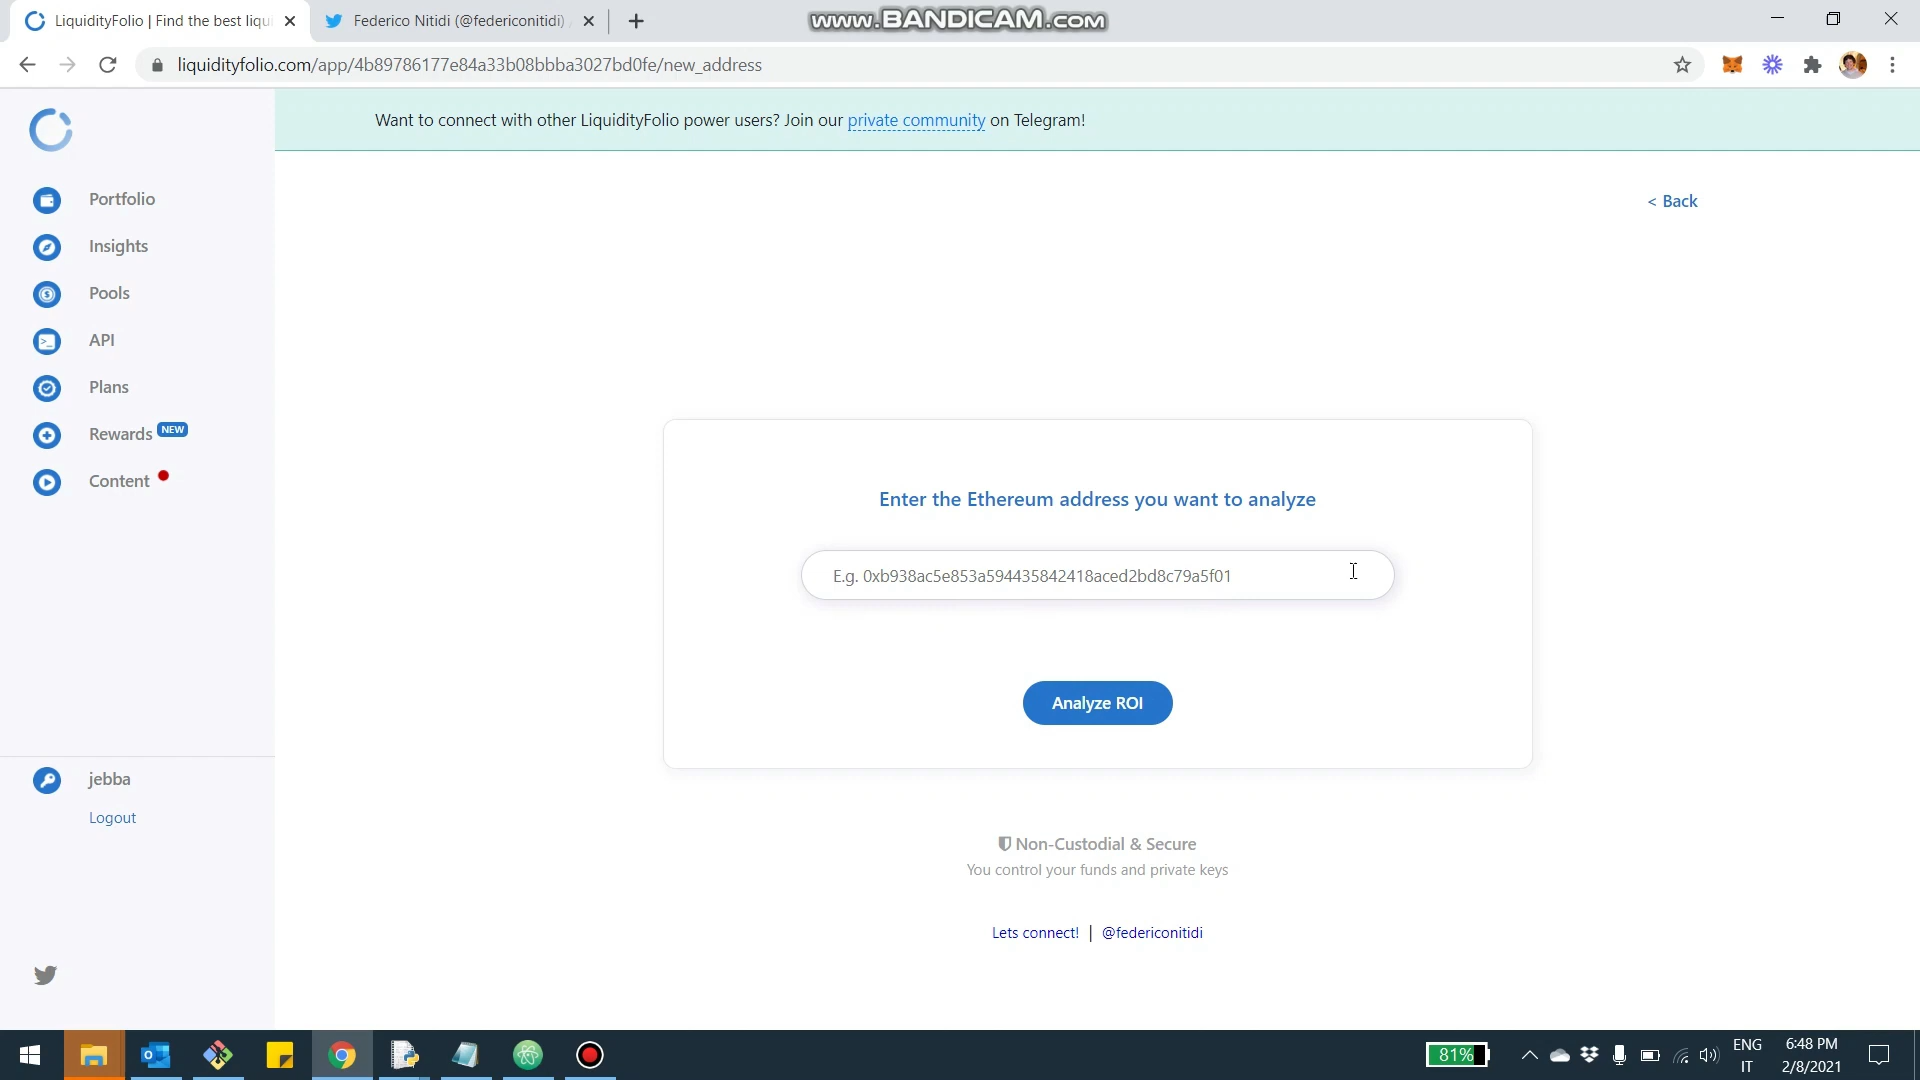 LiquidityFolio | Find the best liqui
Federico Nitidi (@federiconitidi)
www.BANDICAM.com
liquidityfolio.com/app/4b89786177e84a33b08bbba3027bd0fe/new_address
Want to connect with other LiquidityFolio power users? Join our private community on Telegram!
< Back
Portfolio
Insights
Pools
API
Plans
Rewards NEW
Content
Enter the Ethereum address you want to analyze
E.g. 0xb938ac5e853a594435842418aced2bd8c79a5f01
Analyze ROI
jebba
Logout
Non-Custodial & Secure
You control your funds and private keys
Lets connect! | @federiconitidi
81%
ENG
IT
6:48 PM
2/8/2021